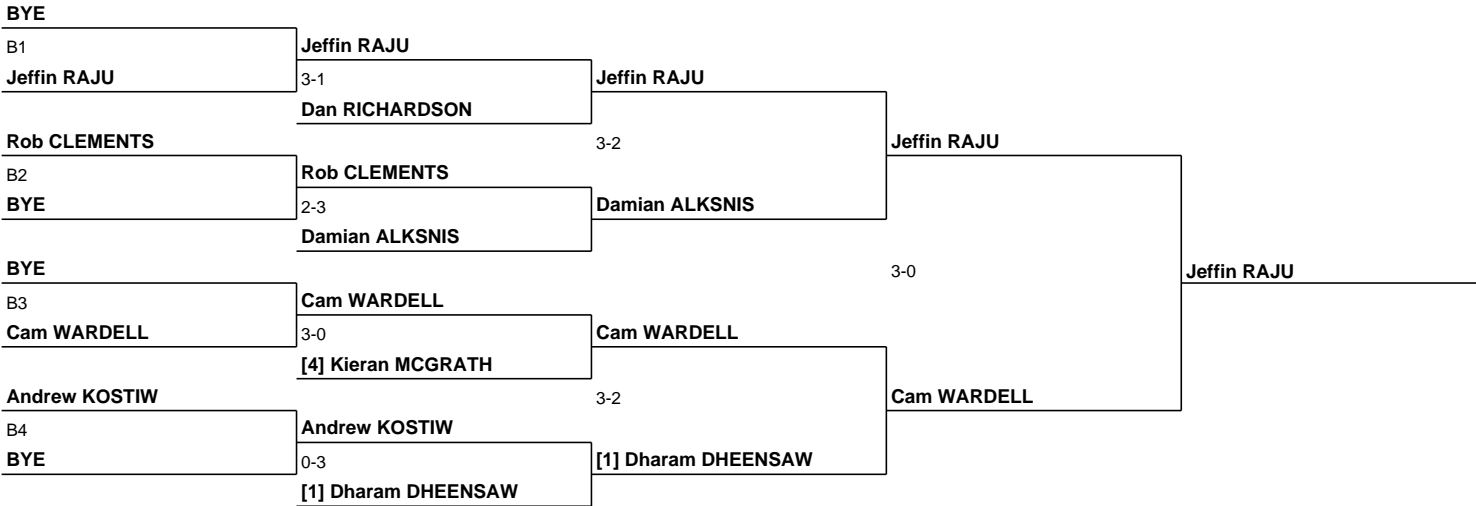 BYE
B1
Jeffin RAJU
Jeffin RAJU
3-1
Jeffin RAJU
Dan RICHARDSON
Rob CLEMENTS
3-2
Jeffin RAJU
B2
Rob CLEMENTS
BYE
2-3
Damian ALKSNIS
Damian ALKSNIS
BYE
3-0
Jeffin RAJU
B3
Cam WARDELL
Cam WARDELL
3-0
Cam WARDELL
[4] Kieran MCGRATH
Andrew KOSTIW
3-2
Cam WARDELL
B4
Andrew KOSTIW
BYE
0-3
[1] Dharam DHEENSAW
[1] Dharam DHEENSAW